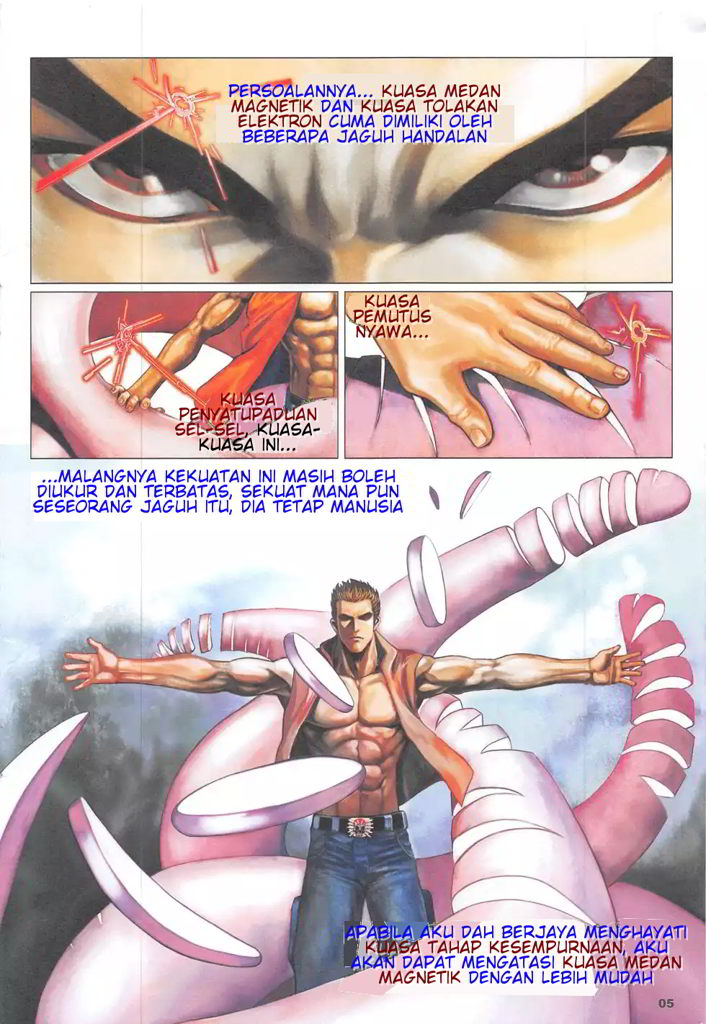 PERSOALANNYA... KUASA MEDAN
MAGNETIK DAN KUASA TOLAKAN
ELEKTRON CUMA DIMILIKI OLEH
BEBERAPA JAGUH HANDALAN
KUASA
PENYATUPADUAN
SEL-SEL, KUASA-
KUASA INI...
KUASA
PEMUTUS
NYAWA...
...MALANGNYA KEKUATAN INI MASIH BOLEH
DIUKUR DAN TERBATAS, SEKUAT MANA PUN
SESEORANG JAGUH ITU, DIA TETAP MANUSIA
APABILA AKU DAH BERJAYA MENGHAYATI
KUASA TAHAP KESEMPURNAAN, AKU
AKAN DAPAT MENGATASI KUASA MEDAN
MAGNETIK DENGAN LEBIH MUDAH
05